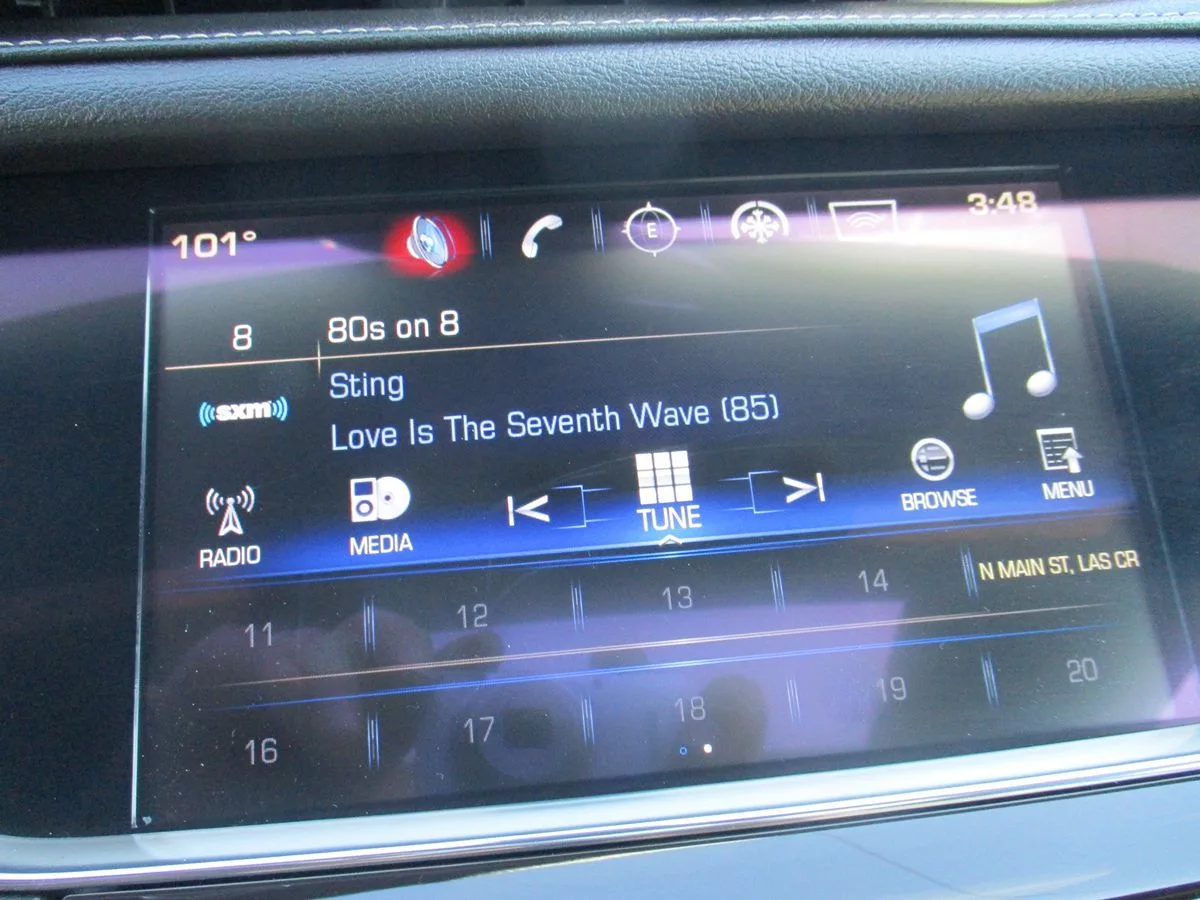 101°
E
3:48
8
80s on 8
Sting
((sxm))
Love Is The Seventh Wave (85)
RADIO
MEDIA
TUNE
BROWSE
MENU
11
12
13
14
N MAIN ST, LAS CR
16
17
18
19
20